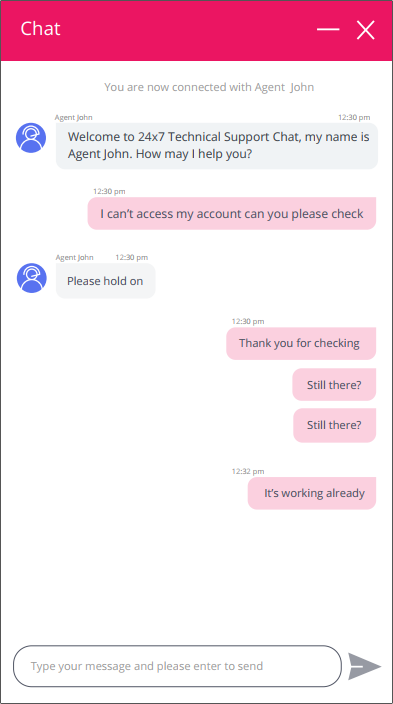 Chat
You are now connected with Agent John
Agent John 12:30 pm
Welcome to 24x7 Technical Support Chat, my name is
Agent John. How may I help you?
12:30 pm
I can't access my account can you please check
Agent John 12:30 pm
Please hold on
12:30 pm
Thank you for checking
Still there?
Still there?
12:32 pm
It's working already
Type your message and please enter to send